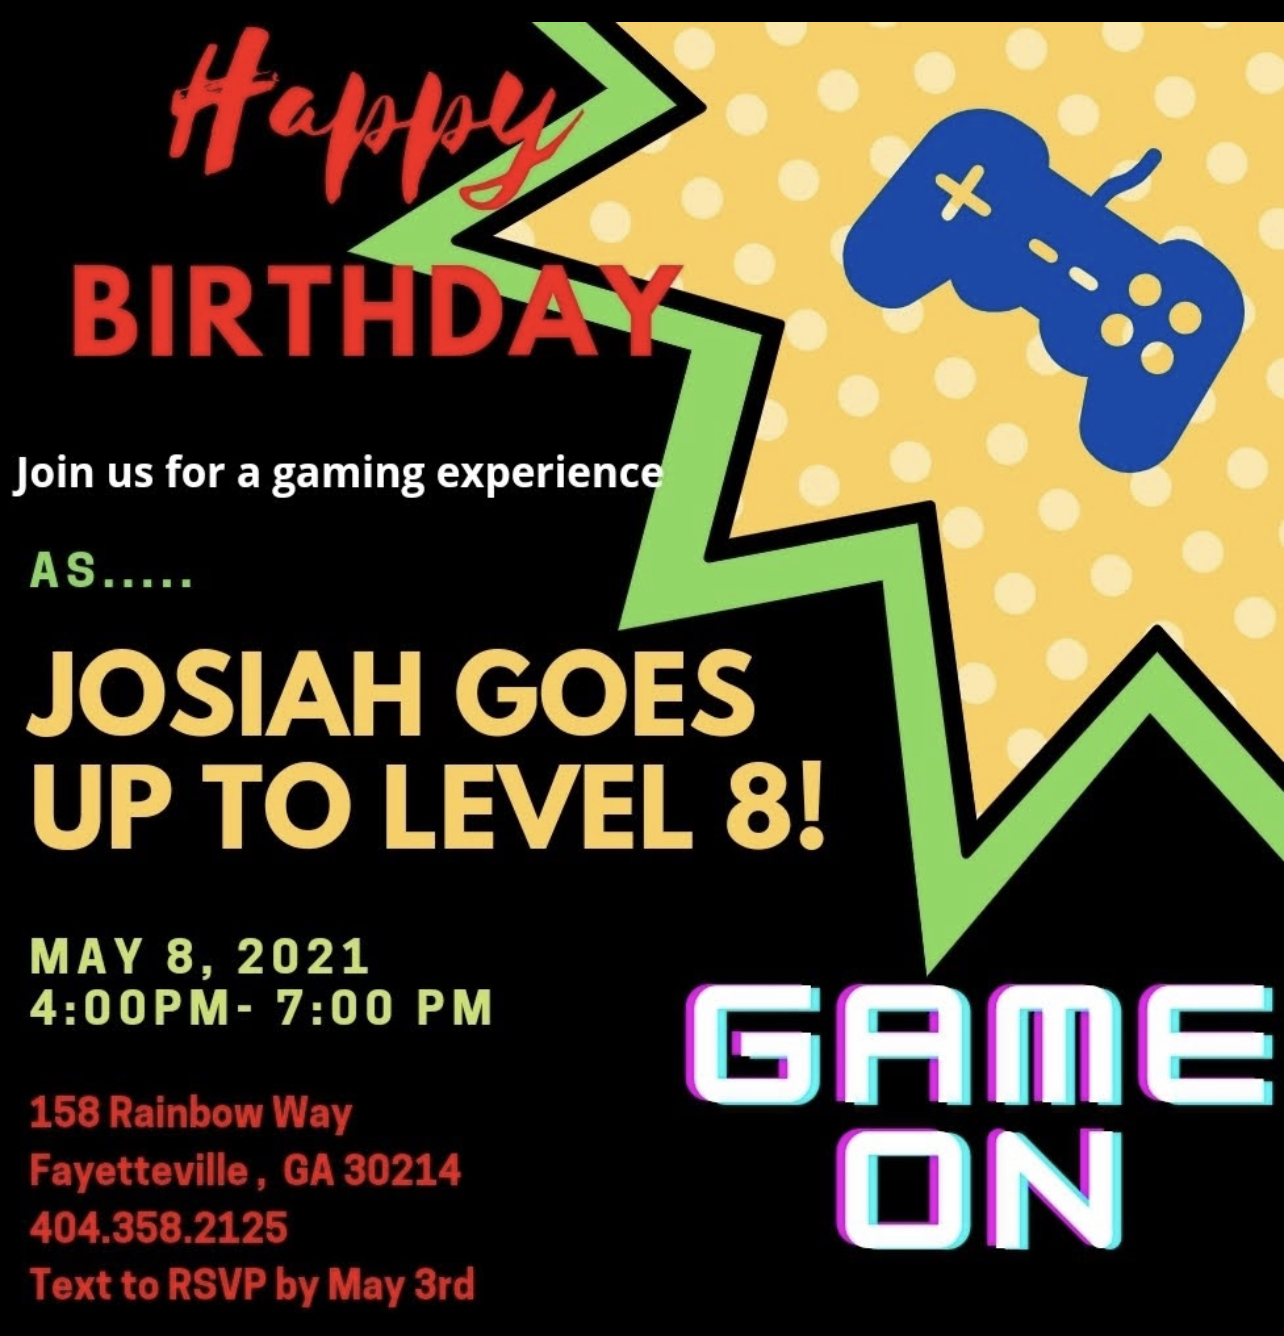 Happy
BIRTHDAY
Join us for a gaming experience
AS.....
JOSIAH GOES
UP TO LEVEL 8!
MAY 8, 2021
4:00PM- 7:00 PM
158 Rainbow Way
Fayetteville , GA 30214
404.358.2125
Text to RSVP by May 3rd
GAME
ON